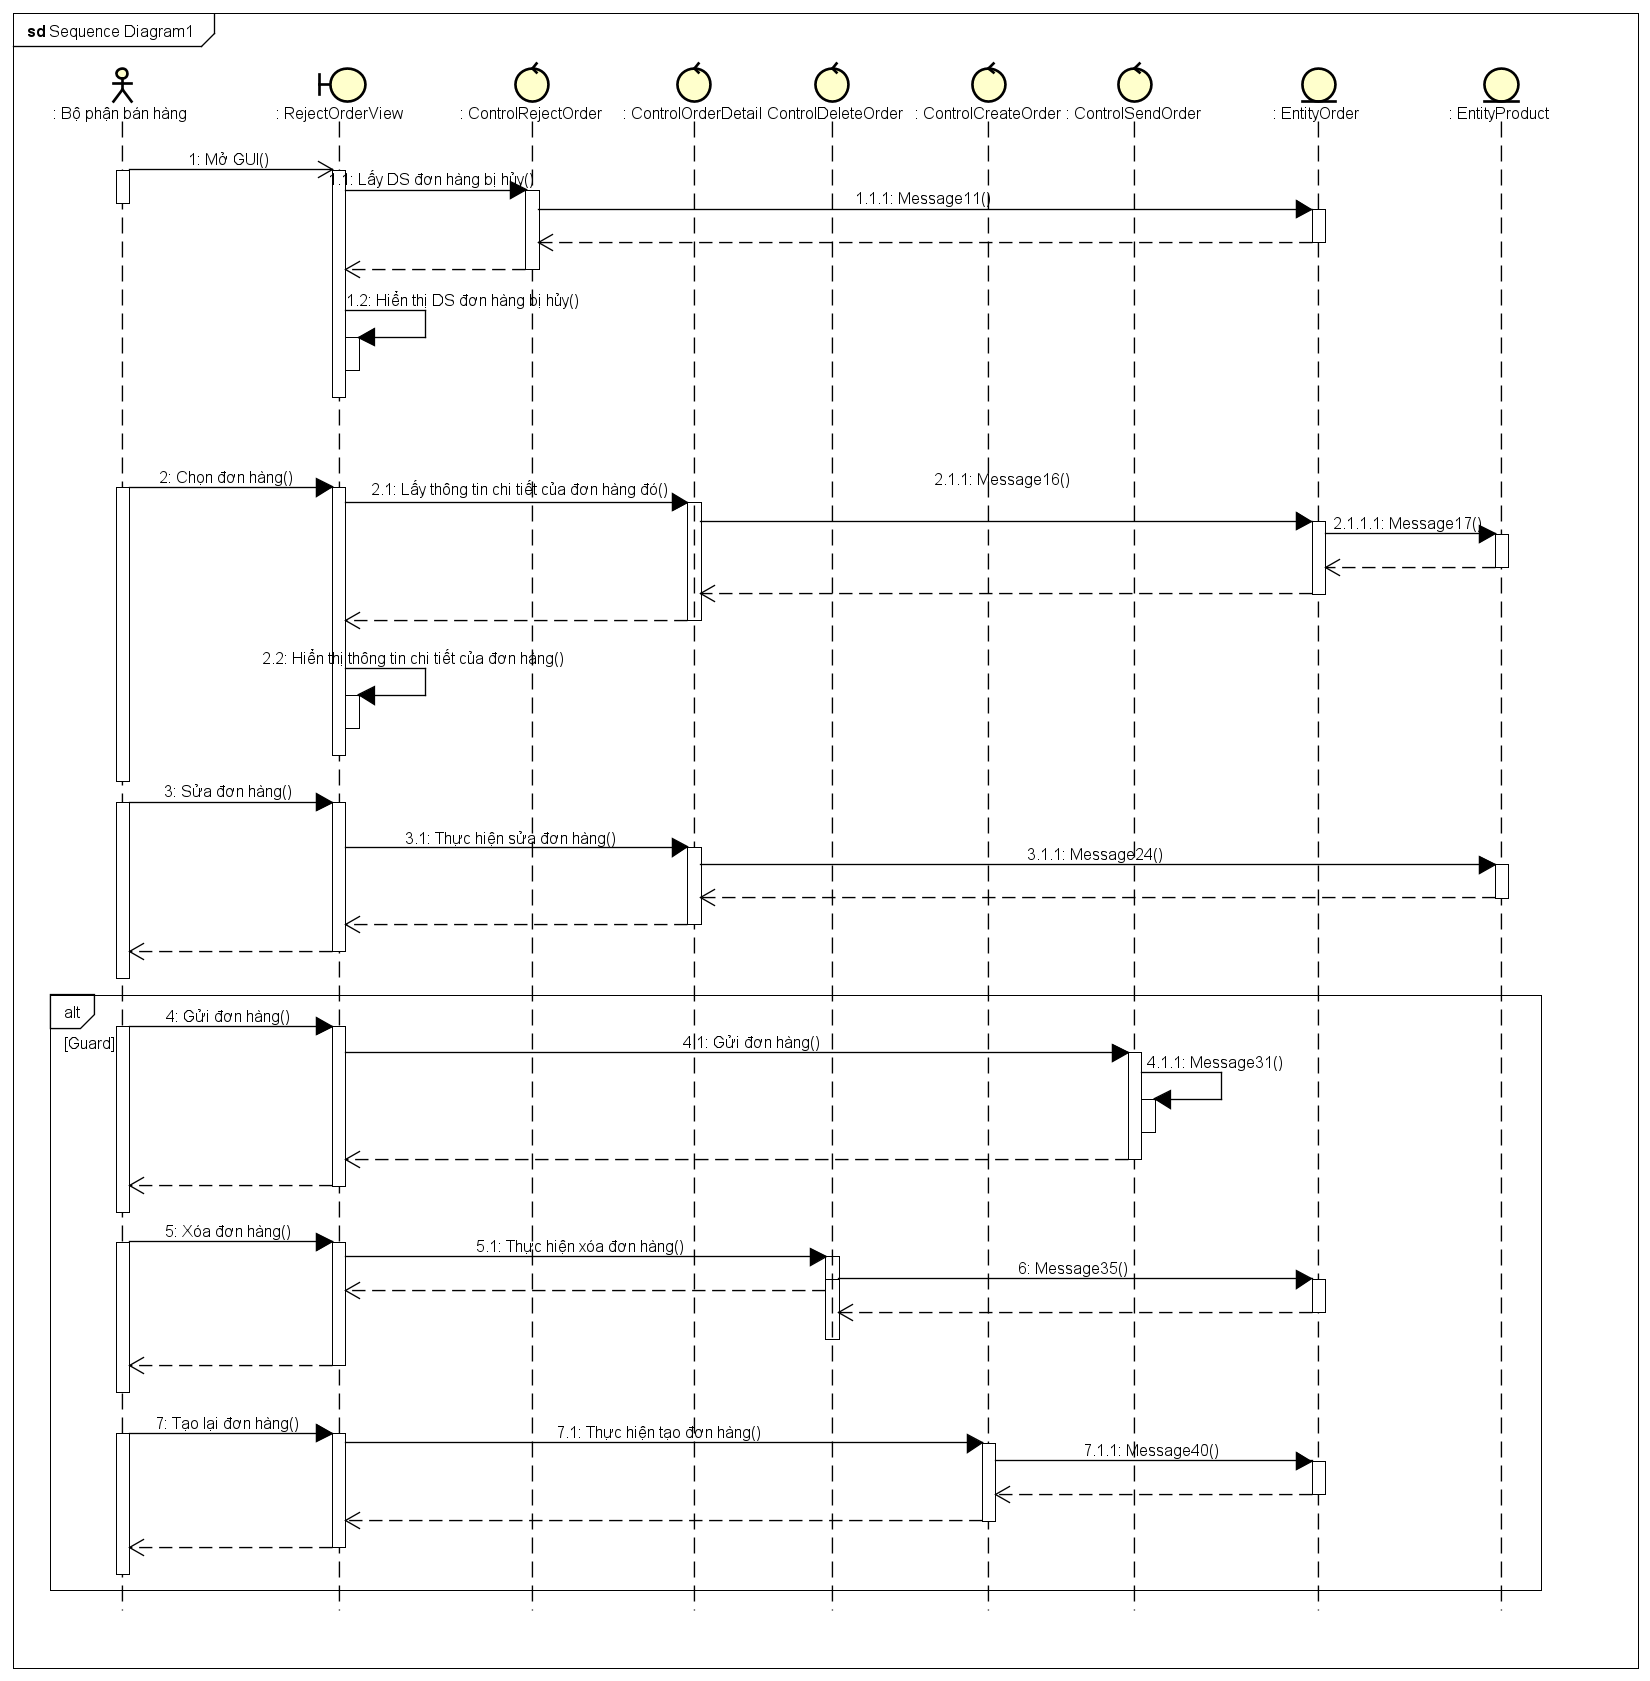 sd Sequence Diagram1
: Bộ phận bán hàng
: RejectOrderView
: ControlRejectOrder
: ControlOrderDetail
ControlDeleteOrder
: ControlCreateOrder
: ControlSendOrder
: EntityOrder
: EntityProduct
1: Mở GUI()
1.1: Lấy DS đơn hàng bị hủy()
1.1.1: Message11()
1.2: Hiển thị DS đơn hàng bị hủy()
2: Chọn đơn hàng()
2.1: Lấy thông tin chi tiết của đơn hàng đó()
2.1.1: Message16()
2.1.1.1: Message17()
2.2: Hiển thị thông tin chi tiết của đơn hàng()
3: Sửa đơn hàng()
3.1: Thực hiện sửa đơn hàng()
3.1.1: Message24()
alt
[Guard]
4: Gửi đơn hàng()
4.1: Gửi đơn hàng()
4.1.1: Message31()
5: Xóa đơn hàng()
5.1: Thực hiện xóa đơn hàng()
6: Message35()
7: Tạo lại đơn hàng()
7.1: Thực hiện tạo đơn hàng()
7.1.1: Message40()